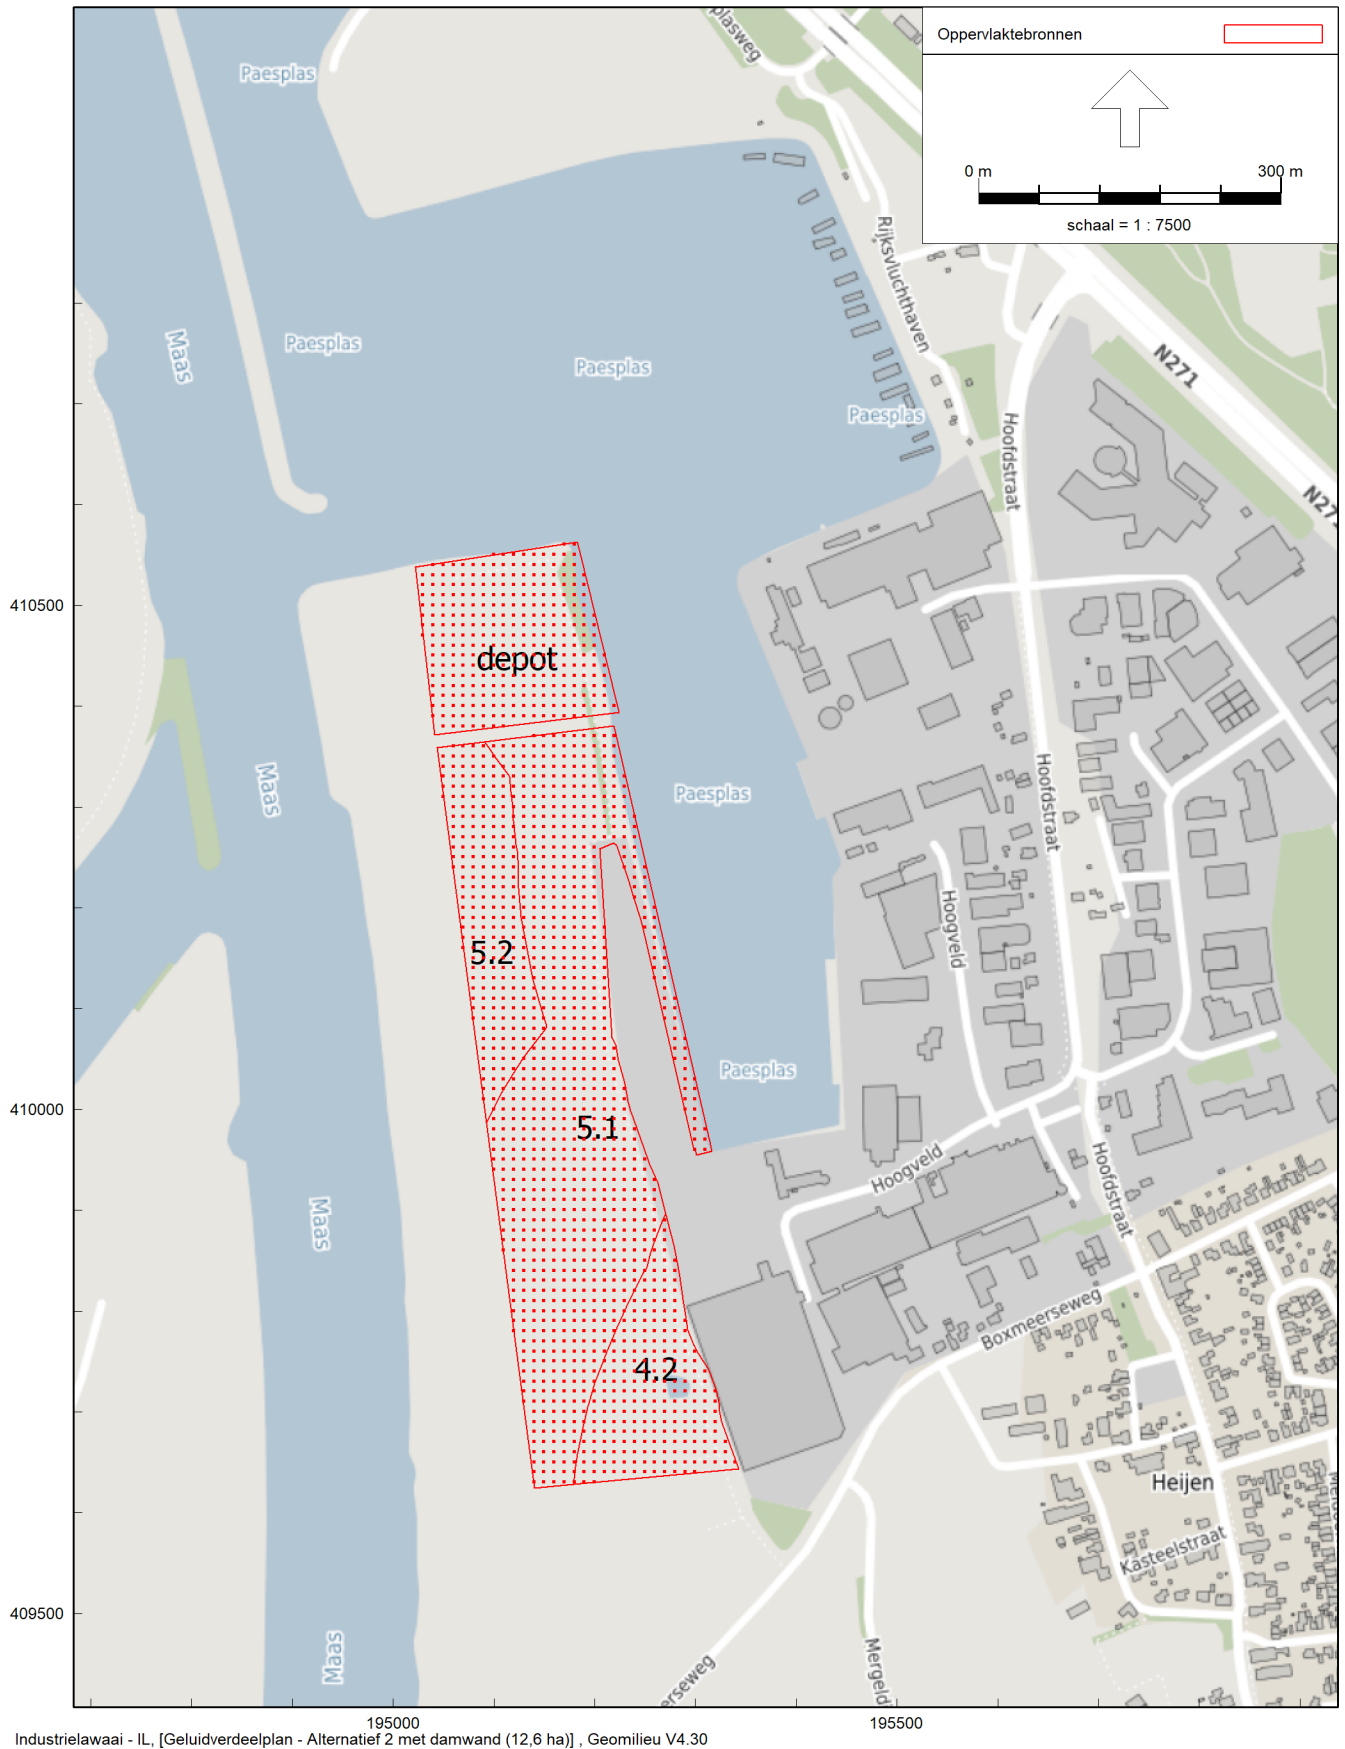 Oppervlaktebronnen
0 m 300 m
schaal = 1 : 7500
plasweg
Paesplas
Rijksvluchthaven
Maas
Paesplas
Paesplas
N271
Paesplas
Hoofdstraat
410500
depot
Maas
Paesplas
Hoofdstraat
Hoogveld
5.2
Paesplas
410000
5.1
Hoogveld
Hoofdstraat
Maas
Boxmeerseweg
4.2
Heijen
Kasteelstraat
409500
Maas
erseweg
Mergeld
195000
195500
Industrielawaai - IL, [Geluidverdeelplan - Alternatief 2 met damwand (12,6 ha)] , Geomilieu V4.30